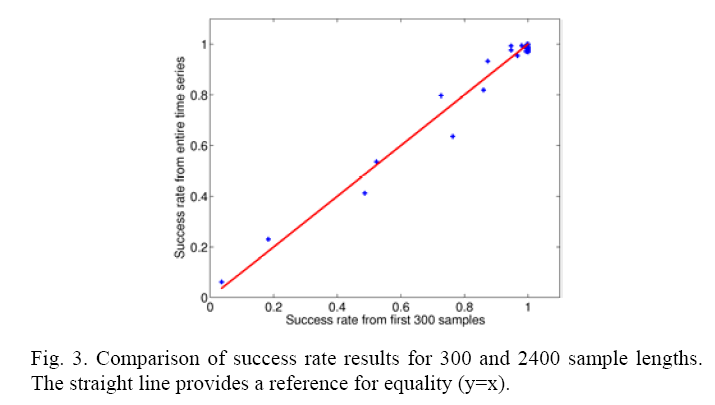 1
0.8
0.6
0.4
0.2
0
Success rate from entire time series
0 0.2 0.4 0.6 0.8 1
Success rate from first 300 samples
Fig. 3. Comparison of success rate results for 300 and 2400 sample lengths.
The straight line provides a reference for equality (y=x).